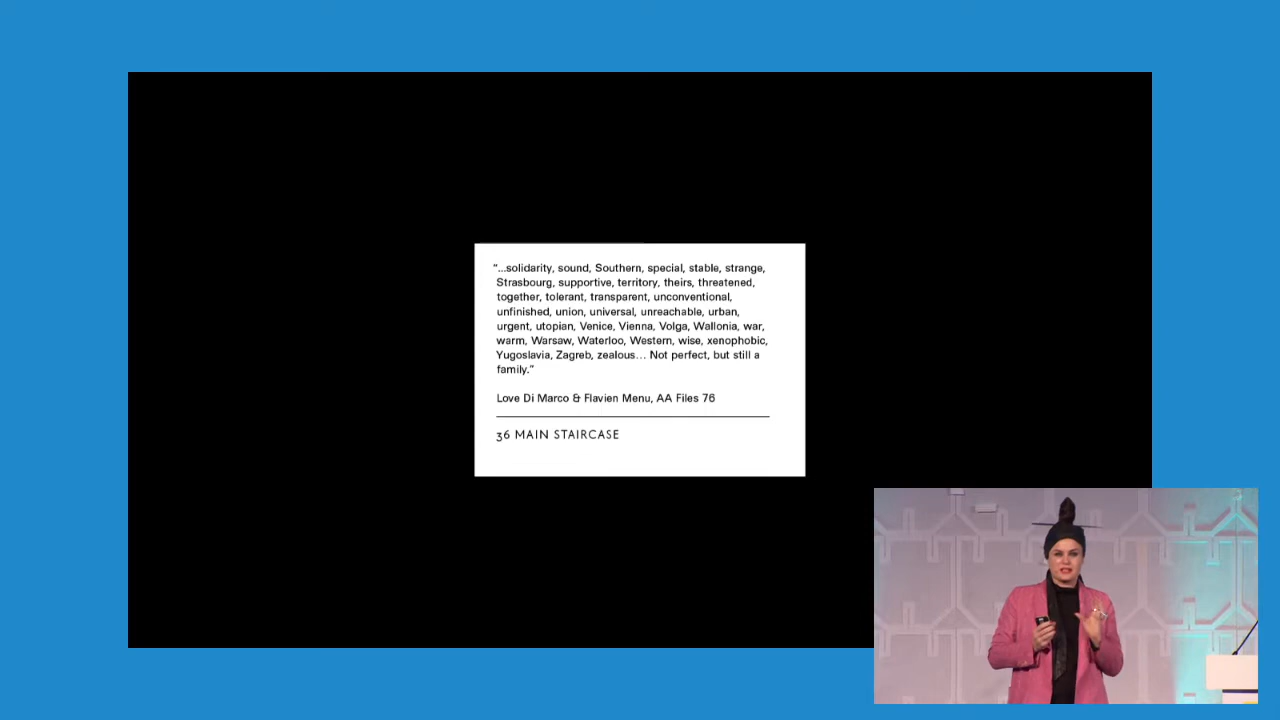 “...solidarity, sound, Southern, special, stable, strange,
Strasbourg, supportive, territory, theirs, threatened,
together, tolerant, transparent, unconventional,
unfinished, union, universal, unreachable, urban,
urgent, utopian, Venice, Vienna, Volga, Wallonia, war,
warm, Warsaw, Waterloo, Western, wise, xenophobic,
Yugoslavia, Zagreb, zealous... Not perfect, but still a
family.”
Love Di Marco & Flavien Menu, AA Files 76
36 MAIN STAIRCASE